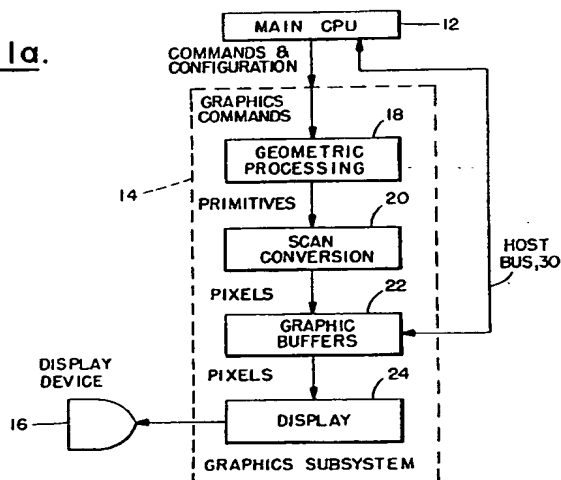 1a.
MAIN CPU
12
COMMANDS &
CONFIGURATION
GRAPHICS
COMMANDS
18
GEOMETRIC
PROCESSING
14
PRIMITIVES
20
SCAN
CONVERSION
HOST
BUS,30
PIXELS
22
GRAPHIC
BUFFERS
PIXELS
24
DISPLAY
DEVICE
16
DISPLAY
GRAPHICS SUBSYSTEM